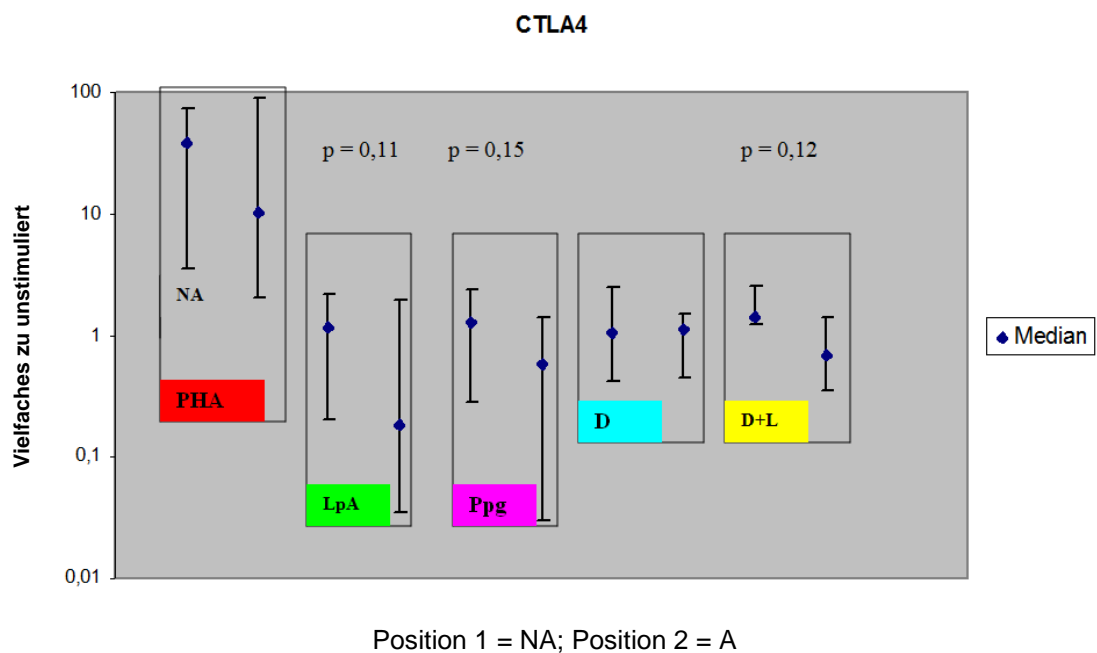 CTLA4
Vielfaches zu unstimuliert
100
10
1
0,1
0,01
p = 0,11
p = 0,15
p = 0,12
NA
PHA
LpA
Ppg
D
D+L
Median
Position 1 = NA; Position 2 = A